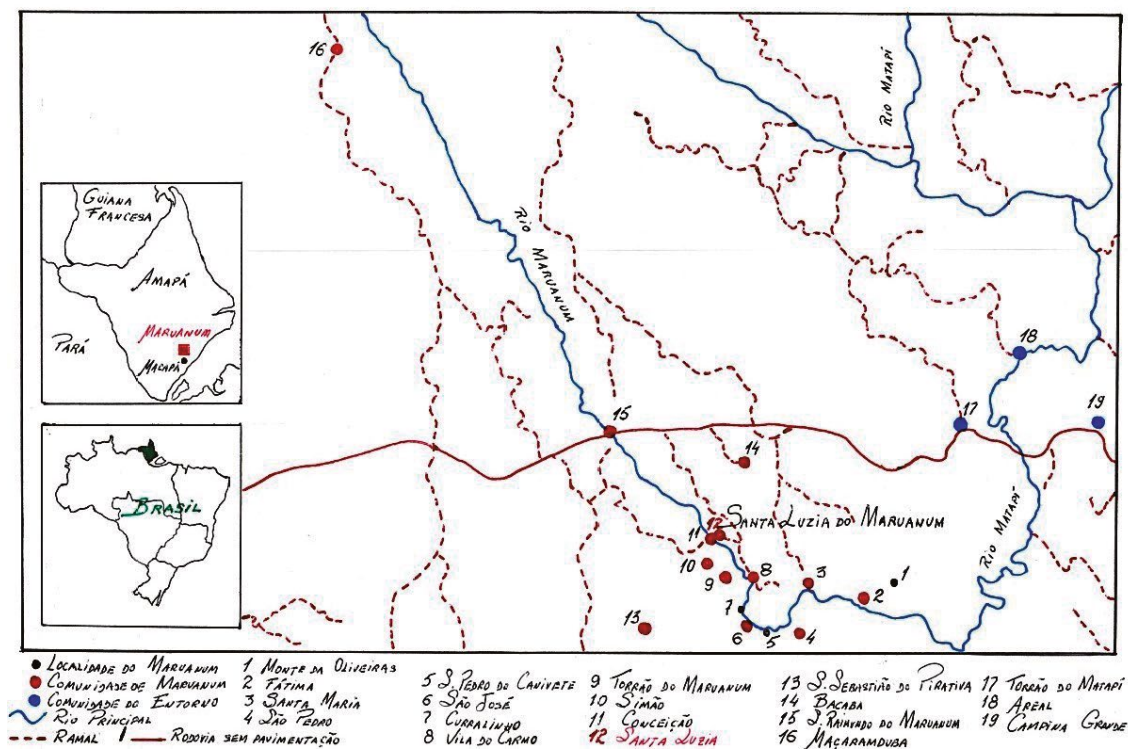 16
Rio Matapí
Guiana
Francesa
Amapá
Maruanum
Macapá
Pará
Rio Maruanum
18
15
17
19
14
Brasil
12
Santa Luzia do Maruanum
11
Rio Matapí
10
9
8
3
1
2
7
13
6
5
4
Localidade do Maruanum
Comunidade de Maruanum
Comunidade do Entorno
Rio Principal
Ramal
Rodovia sem pavimentação
1 Monte da Oliveiras
2 Fátima
3 Santa Maria
4 São Pedro
5 S. Pedro do Canivete
6 São José
7 Curralinho
8 Vila do Carmo
9 Torrão do Maruanum
10 Simão
11 Conceição
12 Santa Luzia
13 S. Sebastião do Pirativa
14 Bacaba
15 S. Raimundo do Maruanum
16 Maçaramduba
17 Torrão do Matapí
18 Areal
19 Campina Grande